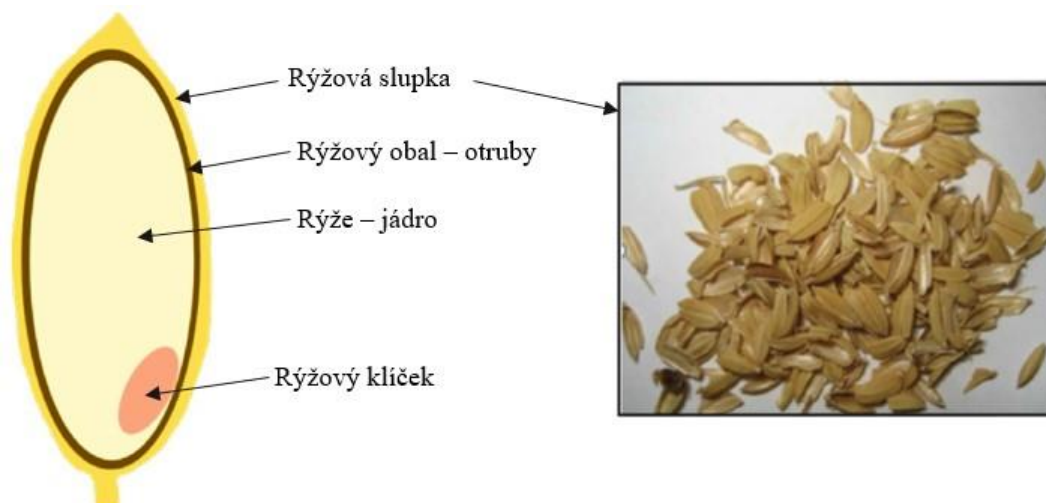 Rýžová slupka
Rýžový obal – otruby
Rýže – jádro
Rýžový klíček